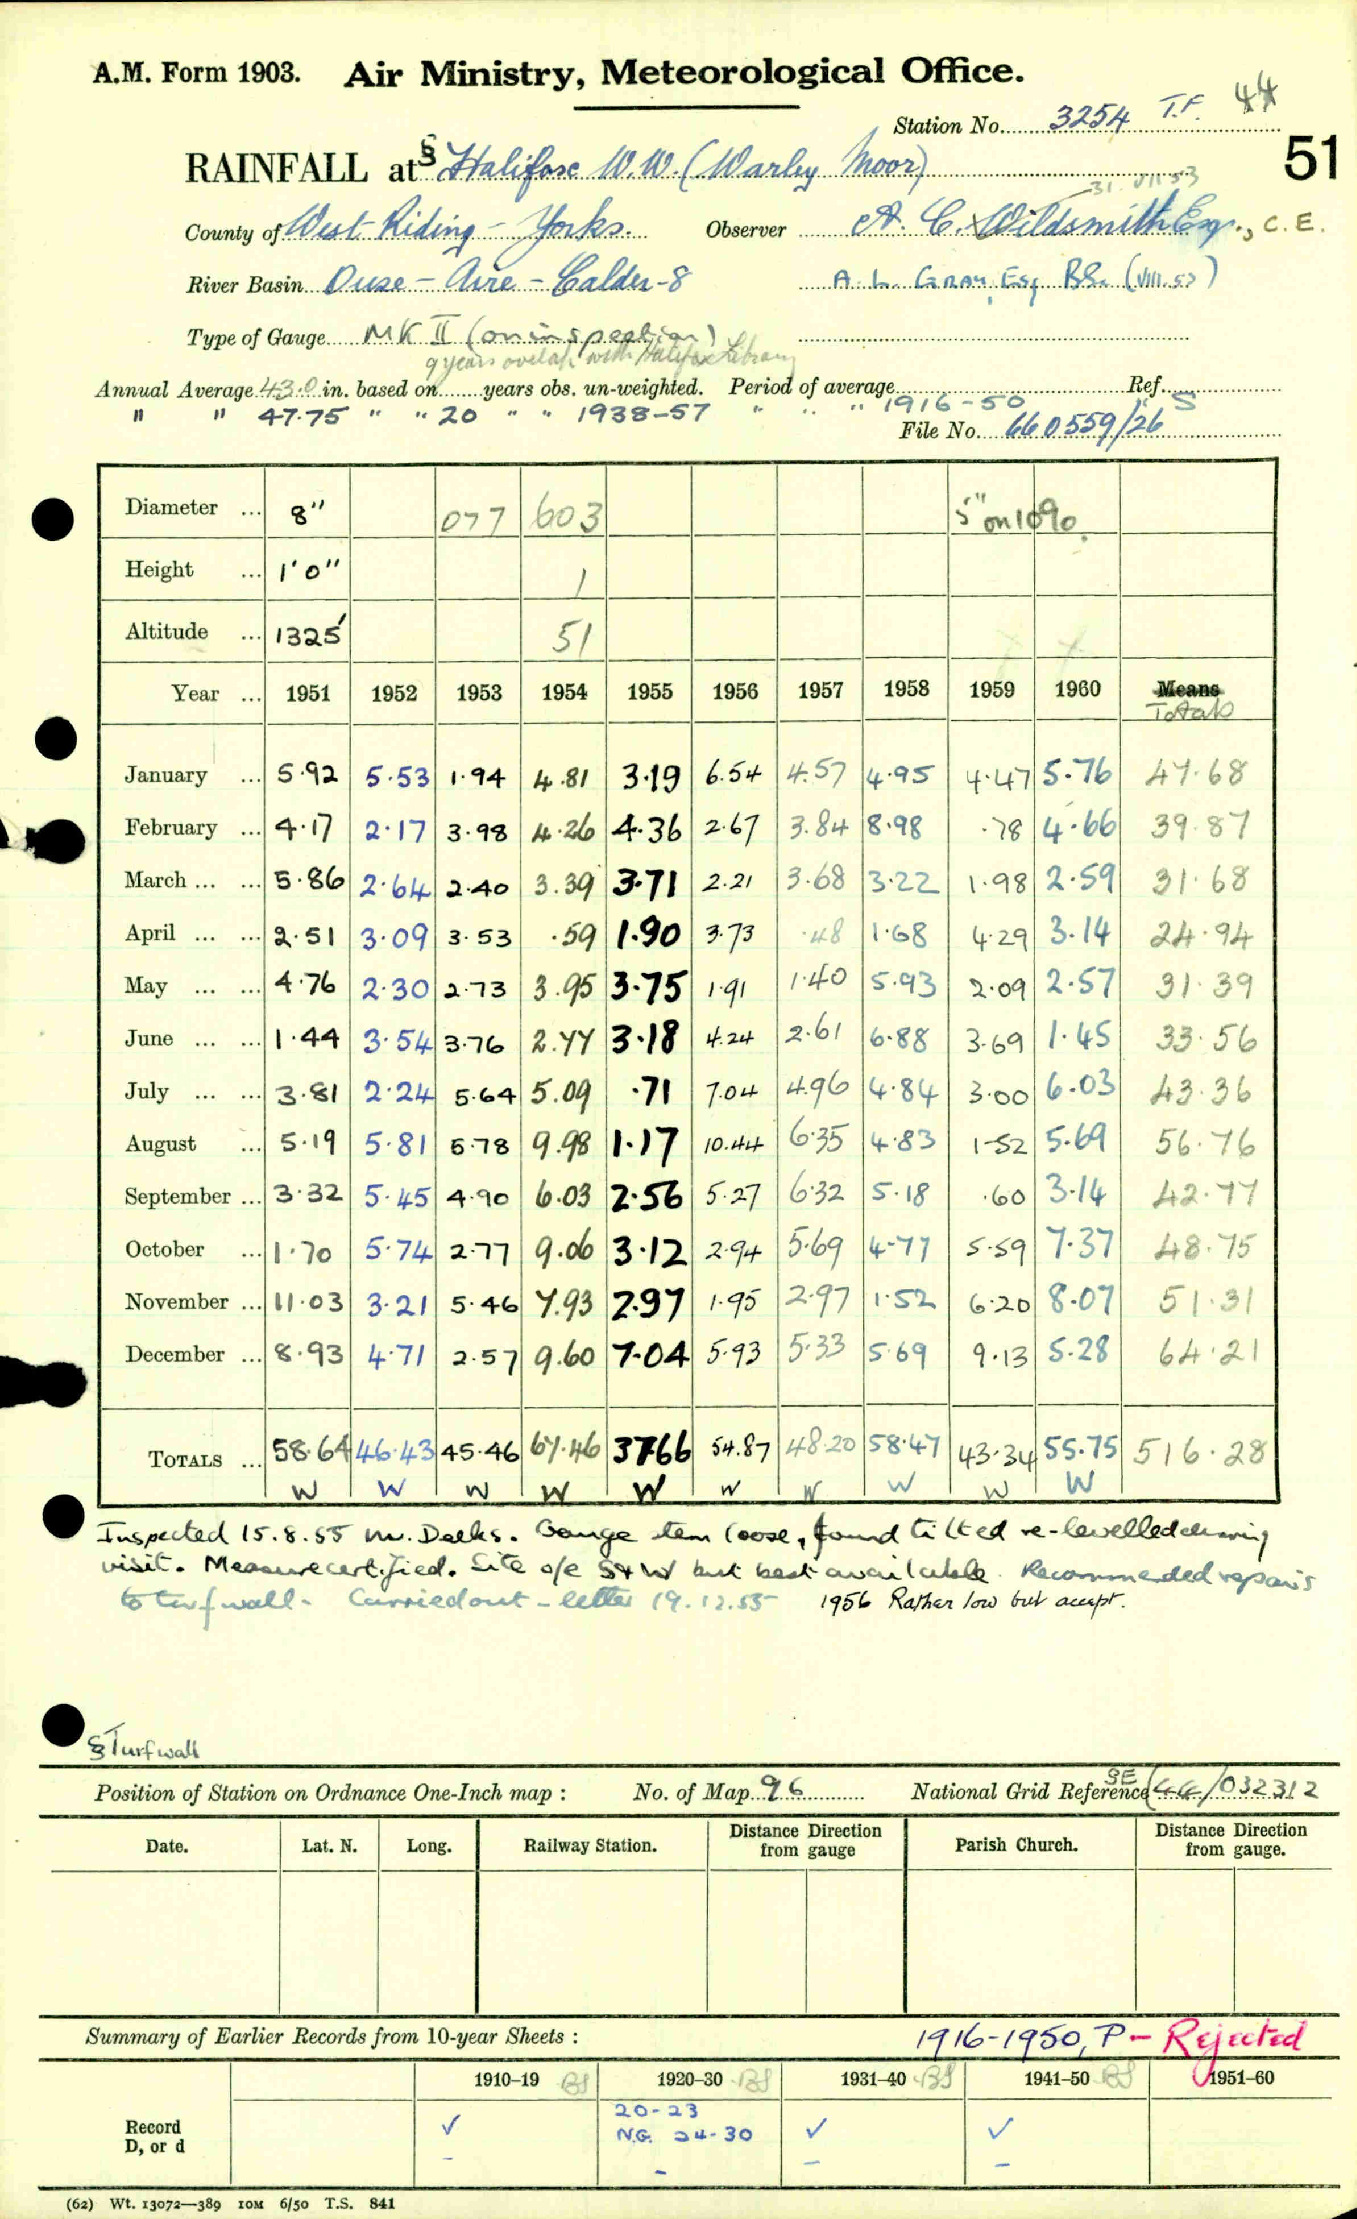 A.M. Form 1903. Air Ministry, Meteorological Office.
Station No. 3254 T.F. 44
51
RAINFALL at § Halifax W.W. (Warley Moor)
31. VII 53
County of West Riding - Yorks. Observer A. C. Wildsmith Esq., C.E.
River Basin Ouse - Aire - Calder-8 A. L. GRAY, Esq BSc. (VIII.53)
Type of Gauge MK II (on inspection)
9 years overlap with Halifax Library
Annual Average 43.0 in. based on years obs. un-weighted. Period of average Ref.
" " 47.75 " " 20 " " 1938-57 " " " 1916-50 " S
File No. 660559/26
Diameter ... 8" 077 603 5" on 1090.
Height ... 1'0" 1
Altitude ... 1325' 51
Year ... 1951 1952 1953 1954 1955 1956 1957 1958 1959 1960 Means
Totals
January ... 5.92 5.53 1.94 4.81 3.19 6.54 4.57 4.95 4.47 5.76 47.68
February ... 4.17 2.17 3.98 4.26 4.36 2.67 3.84 8.98 .78 4.66 39.87
March ... ... 5.86 2.64 2.40 3.39 3.71 2.21 3.68 3.22 1.98 2.59 31.68
April ... ... 2.51 3.09 3.53 .59 1.90 3.73 .48 1.68 4.29 3.14 24.94
May ... ... 4.76 2.30 2.73 3.95 3.75 1.91 1.40 5.93 2.09 2.57 31.39
June ... ... 1.44 3.54 3.76 2.77 3.18 4.24 2.61 6.88 3.69 1.45 33.56
July ... ... 3.81 2.24 5.64 5.09 .71 7.04 4.96 4.84 3.00 6.03 43.36
August ... 5.19 5.81 5.78 9.98 1.17 10.44 6.35 4.83 1.52 5.69 56.76
September ... 3.32 5.45 4.90 6.03 2.56 5.27 6.32 5.18 .60 3.14 42.77
October ... 1.70 5.74 2.77 9.06 3.12 2.94 5.69 4.77 5.59 7.37 48.75
November ... 11.03 3.21 5.46 7.93 2.97 1.95 2.97 1.52 6.20 8.07 51.31
December ... 8.93 4.71 2.57 9.60 7.04 5.93 5.33 5.69 9.13 5.28 64.21
TOTALS ... 58.64 46.43 45.46 67.46 37.66 54.87 48.20 58.47 43.34 55.75 516.28
W W W W W W W W W W
Inspected 15.8.55 Mr. Deeks. Gauge stem loose, found tilted re-levelled during
visit. Measure certified. Site o/e S+W but best available. Recommended repairs
to turf wall. Carried out - letter 19.12.55 1956 Rather low but accept.
§ Turf wall
Position of Station on Ordnance One-Inch map : No. of Map 96 National Grid Reference SE (44/032312
Date. Lat. N. Long. Railway Station. Distance from gauge Direction Parish Church. Distance Direction from gauge.
Summary of Earlier Records from 10-year Sheets : 1916-1950, P - Rejected
1910–19 BS 1920–30 BS 1931–40 BS 1941–50 BS 1951–60
Record D, or d ✓ 20-23 ✓ ✓
N.G. 24-30
- - - -
(62) Wt. 13072—389 10M 6/50 T.S. 841